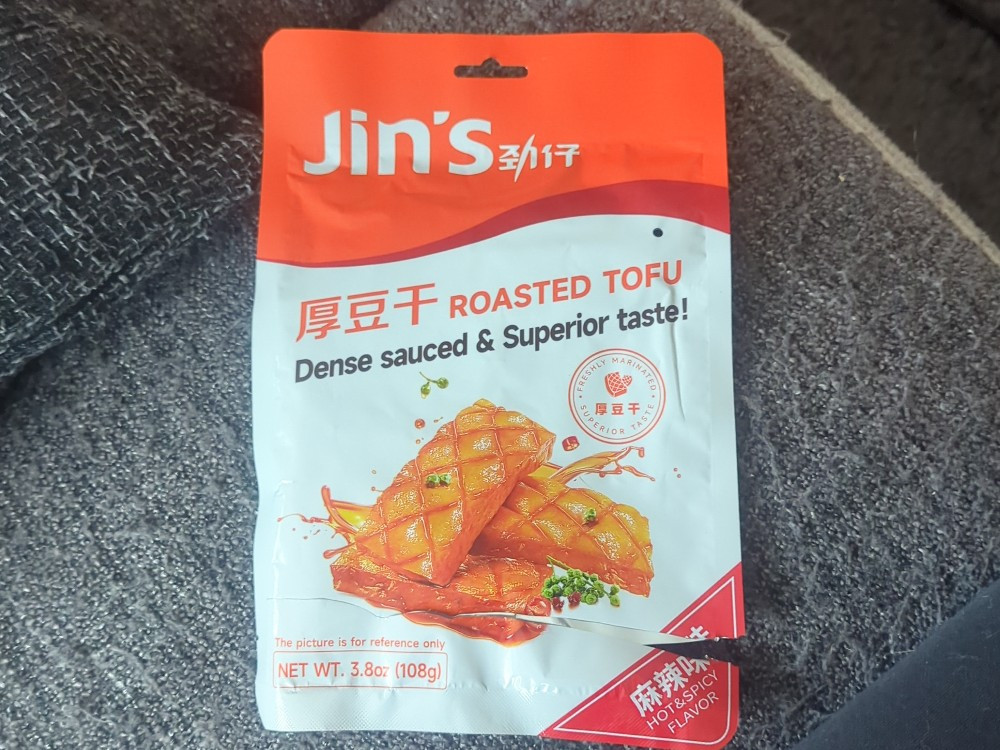 Jin's 劲仔
厚豆干 ROASTED TOFU
Dense sauced & Superior taste!
FRESHLY MARINATED
厚豆干
SUPERIOR TASTE
The picture is for reference only
NET WT. 3.8oz (108g)
麻辣味
HOT&SPICY
FLAVOR